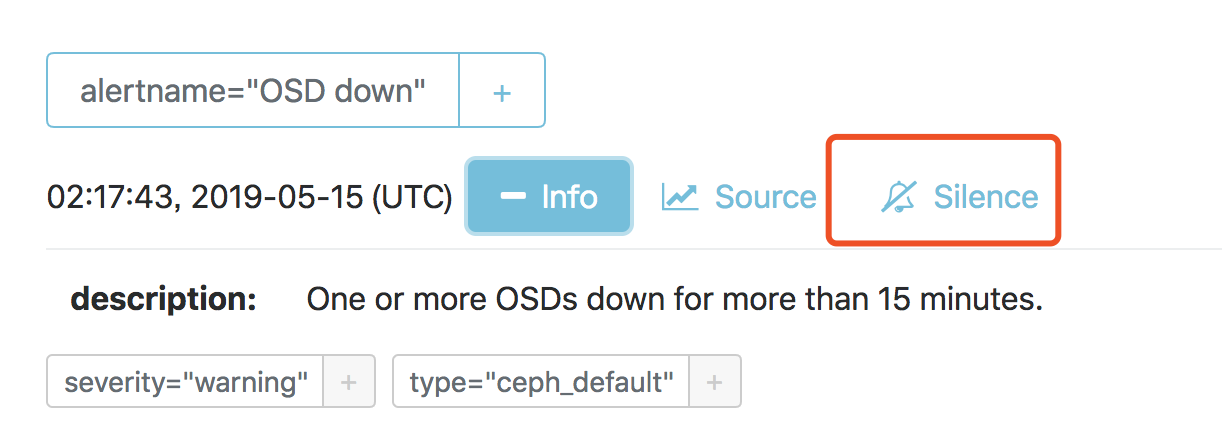 alertname="OSD down" +
02:17:43, 2019-05-15 (UTC) Info Source Silence
description: One or more OSDs down for more than 15 minutes.
severity="warning" + type="ceph_default" +